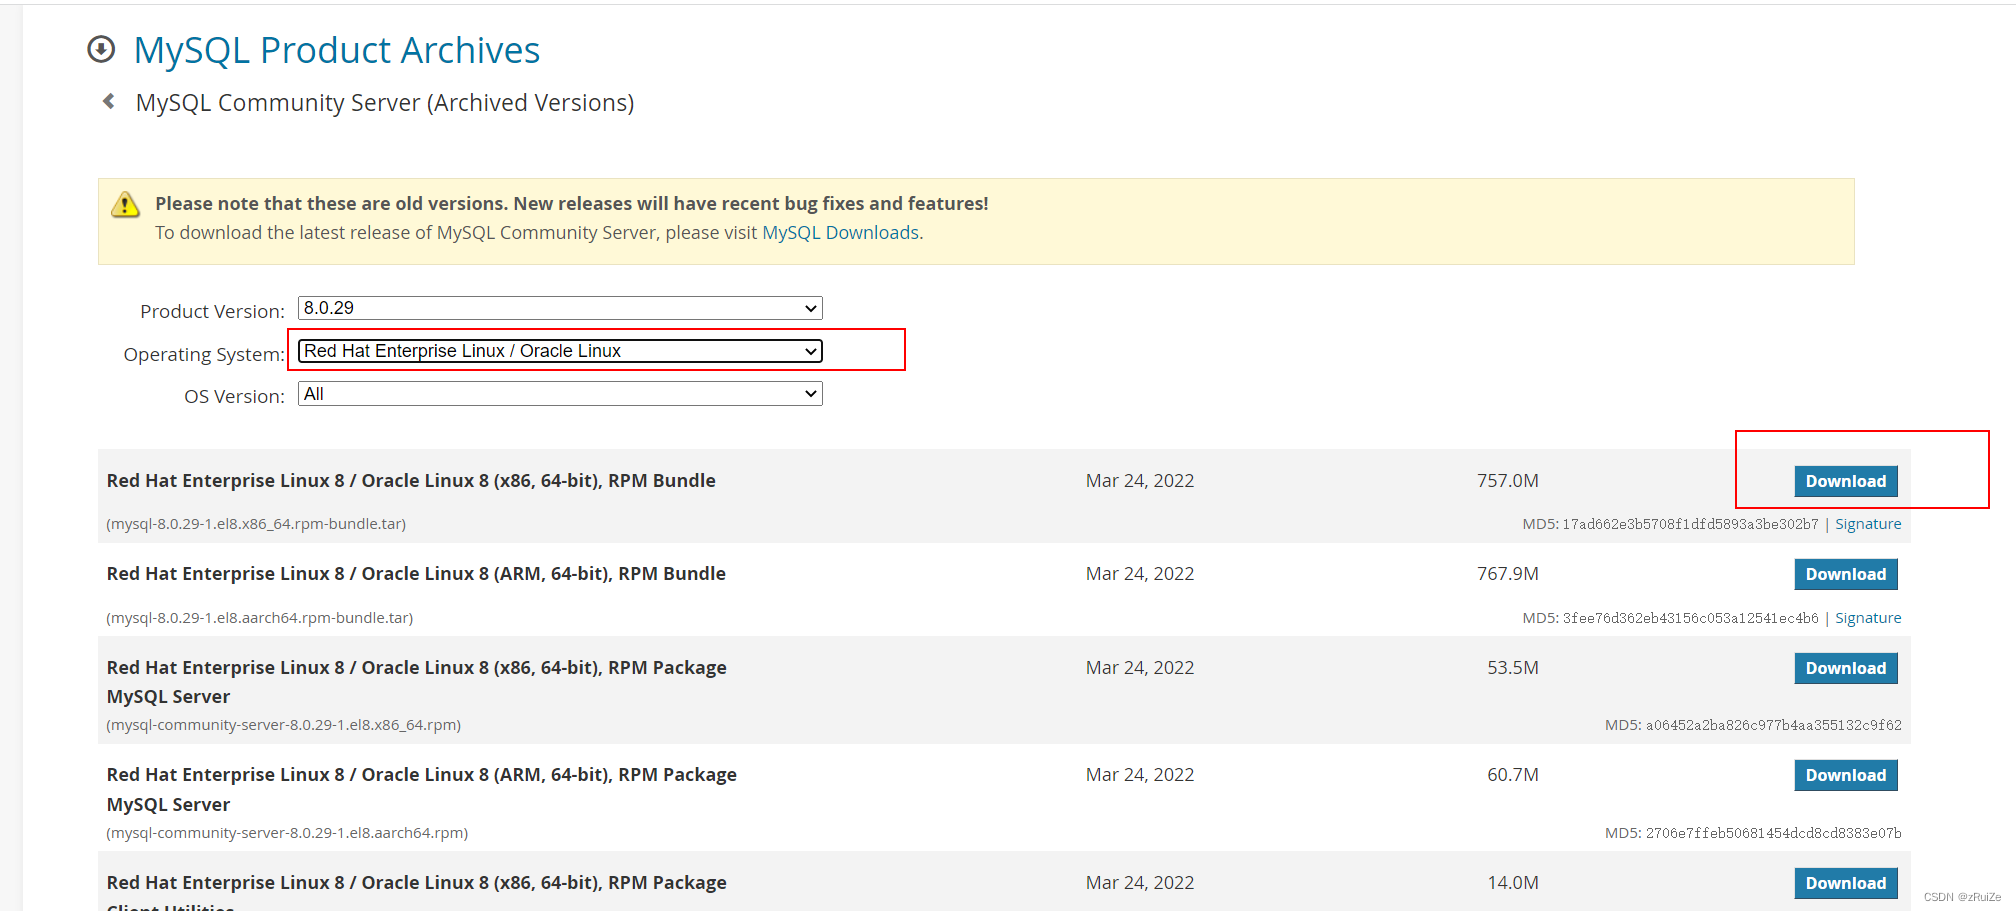 MySQL Product Archives
MySQL Community Server (Archived Versions)
Please note that these are old versions. New releases will have recent bug fixes and features!
To download the latest release of MySQL Community Server, please visit MySQL Downloads.
Product Version: 8.0.29
Operating System: Red Hat Enterprise Linux / Oracle Linux
OS Version: All
Red Hat Enterprise Linux 8 / Oracle Linux 8 (x86, 64-bit), RPM Bundle Mar 24, 2022 757.0M Download
(mysql-8.0.29-1.el8.x86_64.rpm-bundle.tar) MD5: 17ad662e3b5708f1dfd5893a3be302b7 | Signature
Red Hat Enterprise Linux 8 / Oracle Linux 8 (ARM, 64-bit), RPM Bundle Mar 24, 2022 767.9M Download
(mysql-8.0.29-1.el8.aarch64.rpm-bundle.tar) MD5: 3fee76d362eb43156c053a12541ec4b6 | Signature
Red Hat Enterprise Linux 8 / Oracle Linux 8 (x86, 64-bit), RPM Package Mar 24, 2022 53.5M Download
MySQL Server
(mysql-community-server-8.0.29-1.el8.x86_64.rpm) MD5: a06452a2ba826c977b4aa355132c9f62
Red Hat Enterprise Linux 8 / Oracle Linux 8 (ARM, 64-bit), RPM Package Mar 24, 2022 60.7M Download
MySQL Server
(mysql-community-server-8.0.29-1.el8.aarch64.rpm) MD5: 2706e7ffeb50681454dcd8cd8383e07b
Red Hat Enterprise Linux 8 / Oracle Linux 8 (x86, 64-bit), RPM Package Mar 24, 2022 14.0M Download
Client Utilities
CSDN @zRuiZe